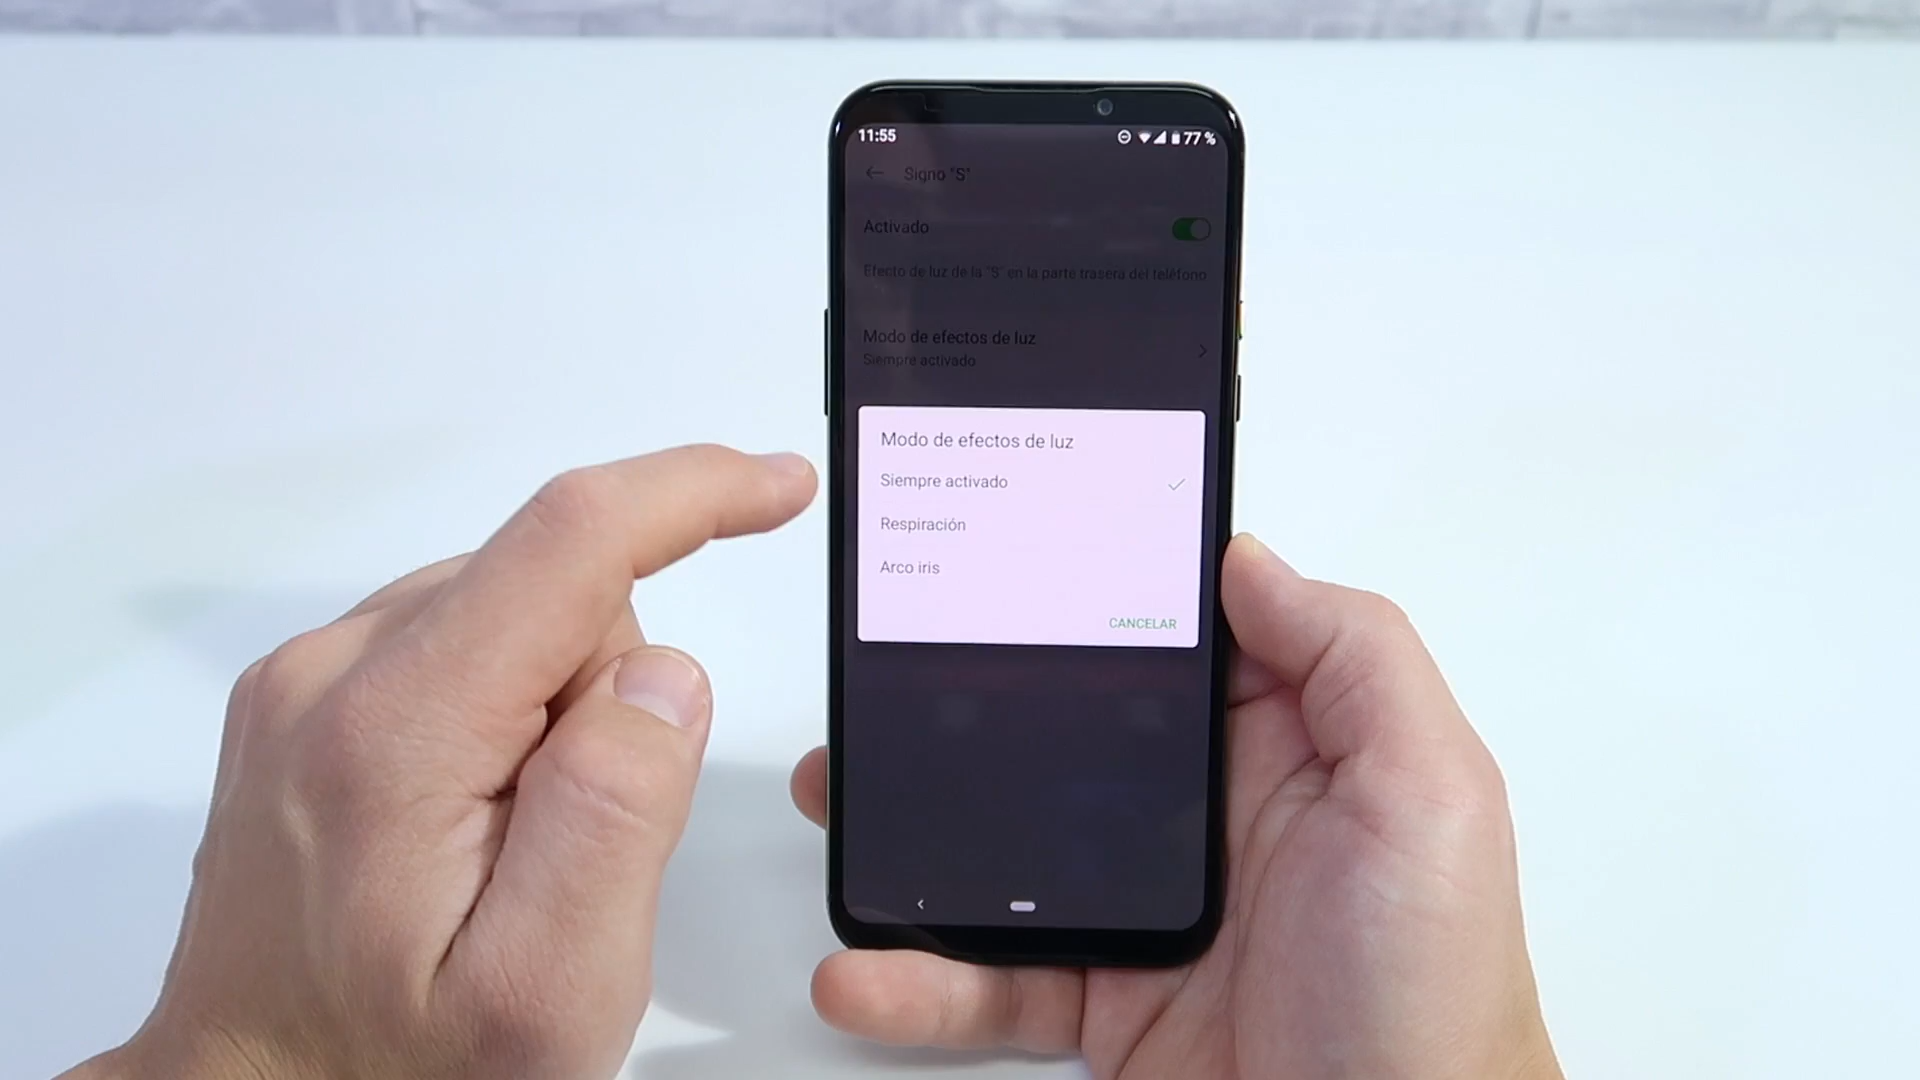 11:55
77 %
Signo "S"
Activado
Efecto de luz de la "S" en la parte trasera del teléfono
Modo de efectos de luz
Siempre activado
Modo de efectos de luz
Siempre activado
Respiración
Arco iris
CANCELAR